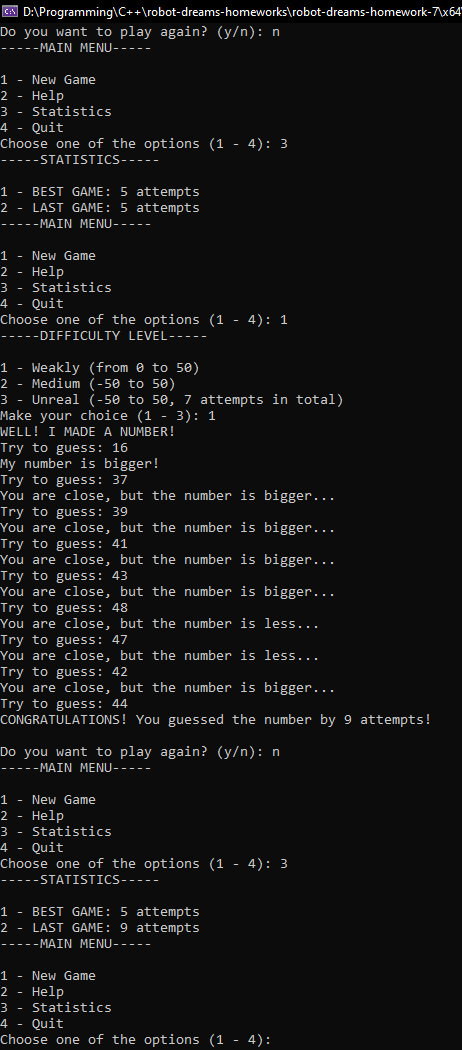 D:\Programming\C++\robot-dreams-homeworks\robot-dreams-homework-7\x64\
Do you want to play again? (y/n): n
-----MAIN MENU-----
1 - New Game
2 - Help
3 - Statistics
4 - Quit
Choose one of the options (1 - 4): 3
-----STATISTICS-----
1 - BEST GAME: 5 attempts
2 - LAST GAME: 5 attempts
-----MAIN MENU-----
1 - New Game
2 - Help
3 - Statistics
4 - Quit
Choose one of the options (1 - 4): 1
-----DIFFICULTY LEVEL-----
1 - Weakly (from 0 to 50)
2 - Medium (-50 to 50)
3 - Unreal (-50 to 50, 7 attempts in total)
Make your choice (1 - 3): 1
WELL! I MADE A NUMBER!
Try to guess: 16
My number is bigger!
Try to guess: 37
You are close, but the number is bigger...
Try to guess: 39
You are close, but the number is bigger...
Try to guess: 41
You are close, but the number is bigger...
Try to guess: 43
You are close, but the number is bigger...
Try to guess: 48
You are close, but the number is less...
Try to guess: 47
You are close, but the number is less...
Try to guess: 42
You are close, but the number is bigger...
Try to guess: 44
CONGRATULATIONS! You guessed the number by 9 attempts!
Do you want to play again? (y/n): n
-----MAIN MENU-----
1 - New Game
2 - Help
3 - Statistics
4 - Quit
Choose one of the options (1 - 4): 3
-----STATISTICS-----
1 - BEST GAME: 5 attempts
2 - LAST GAME: 9 attempts
-----MAIN MENU-----
1 - New Game
2 - Help
3 - Statistics
4 - Quit
Choose one of the options (1 - 4):